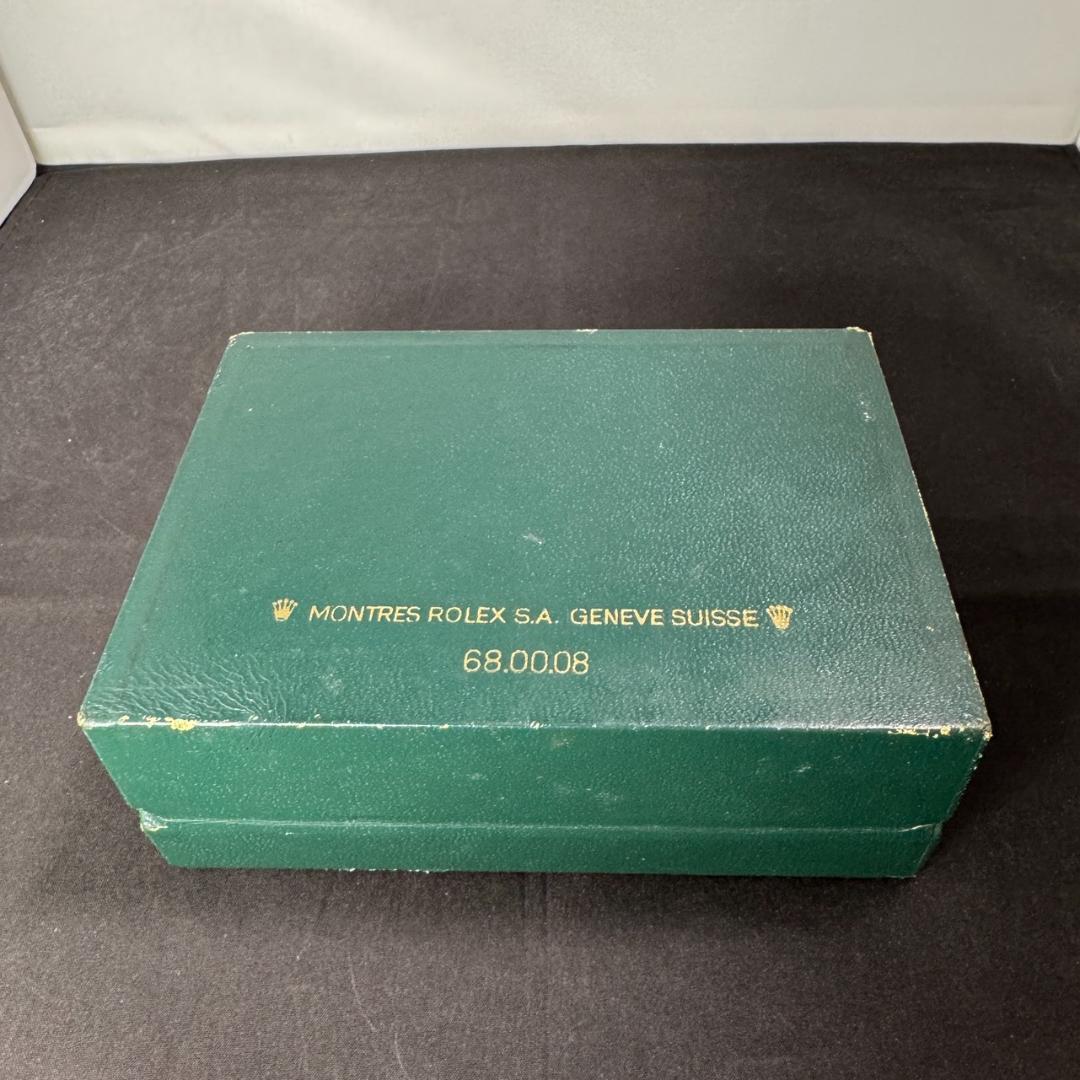 MONTRES ROLEX S.A. GENEVE SUISSE
68.00.08